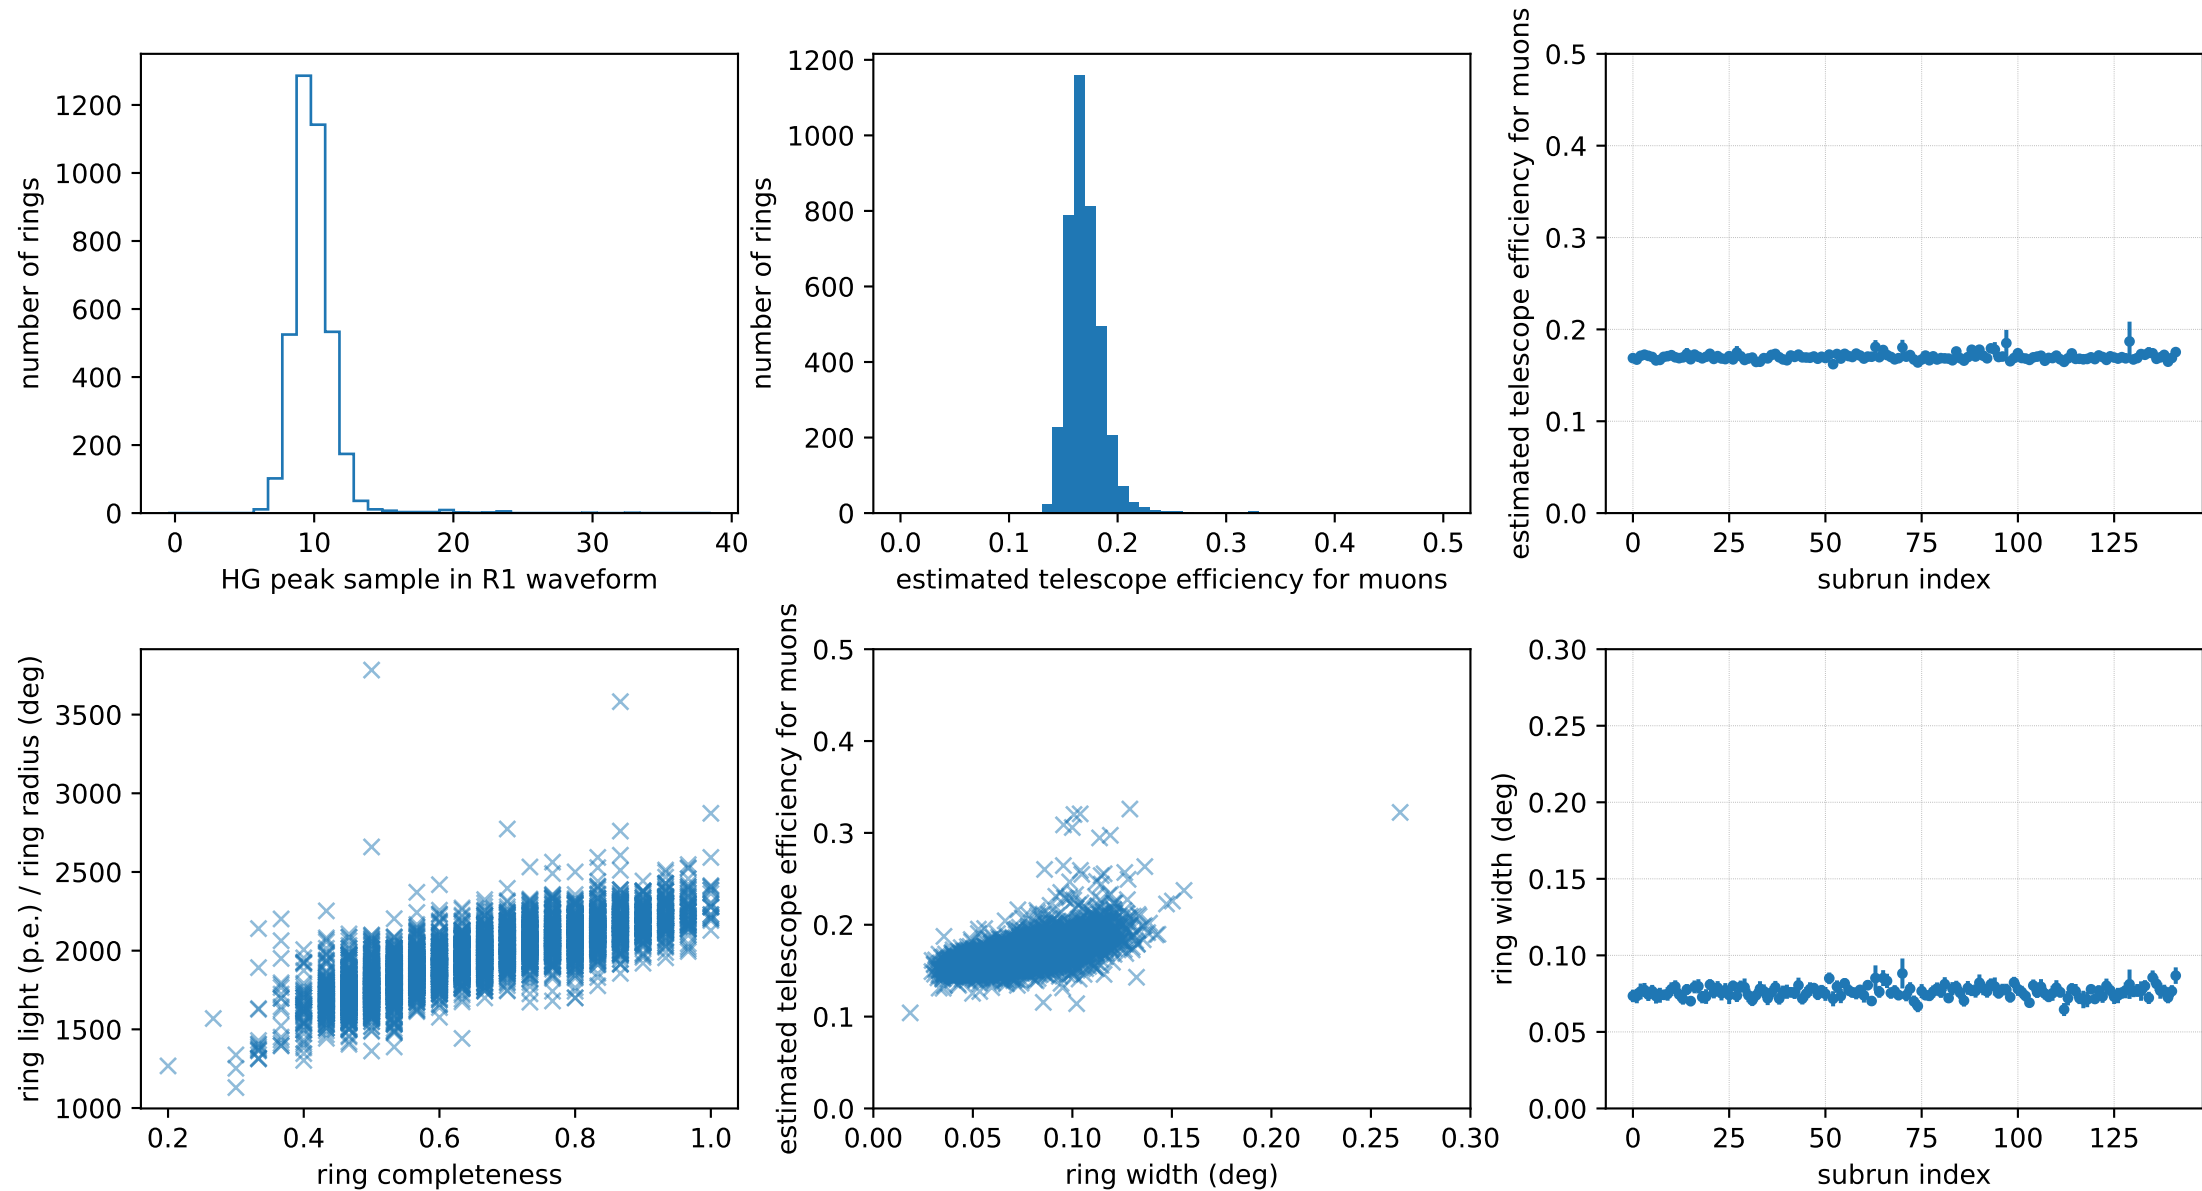 number of rings
1200
1000
800
600
400
200
0
0 10 20 30 40
HG peak sample in R1 waveform
number of rings
1200
1000
800
600
400
200
0
0.0 0.1 0.2 0.3 0.4 0.5
estimated telescope efficiency for muons
estimated telescope efficiency for muons
0.5
0.4
0.3
0.2
0.1
0.0
0 25 50 75 100 125
subrun index
ring light (p.e.) / ring radius (deg)
3500
3000
2500
2000
1500
1000
0.2 0.4 0.6 0.8 1.0
ring completeness
estimated telescope efficiency for muons
0.5
0.4
0.3
0.2
0.1
0.0
0.00 0.05 0.10 0.15 0.20 0.25 0.30
ring width (deg)
ring width (deg)
0.30
0.25
0.20
0.15
0.10
0.05
0.00
0 25 50 75 100 125
subrun index